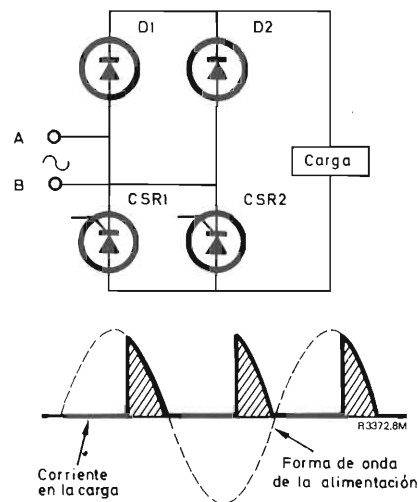 D1
D2
A
B
Carga
CSR1
CSR2
R3372.8M
Corriente
en la carga
Forma de onda
de la alimentación